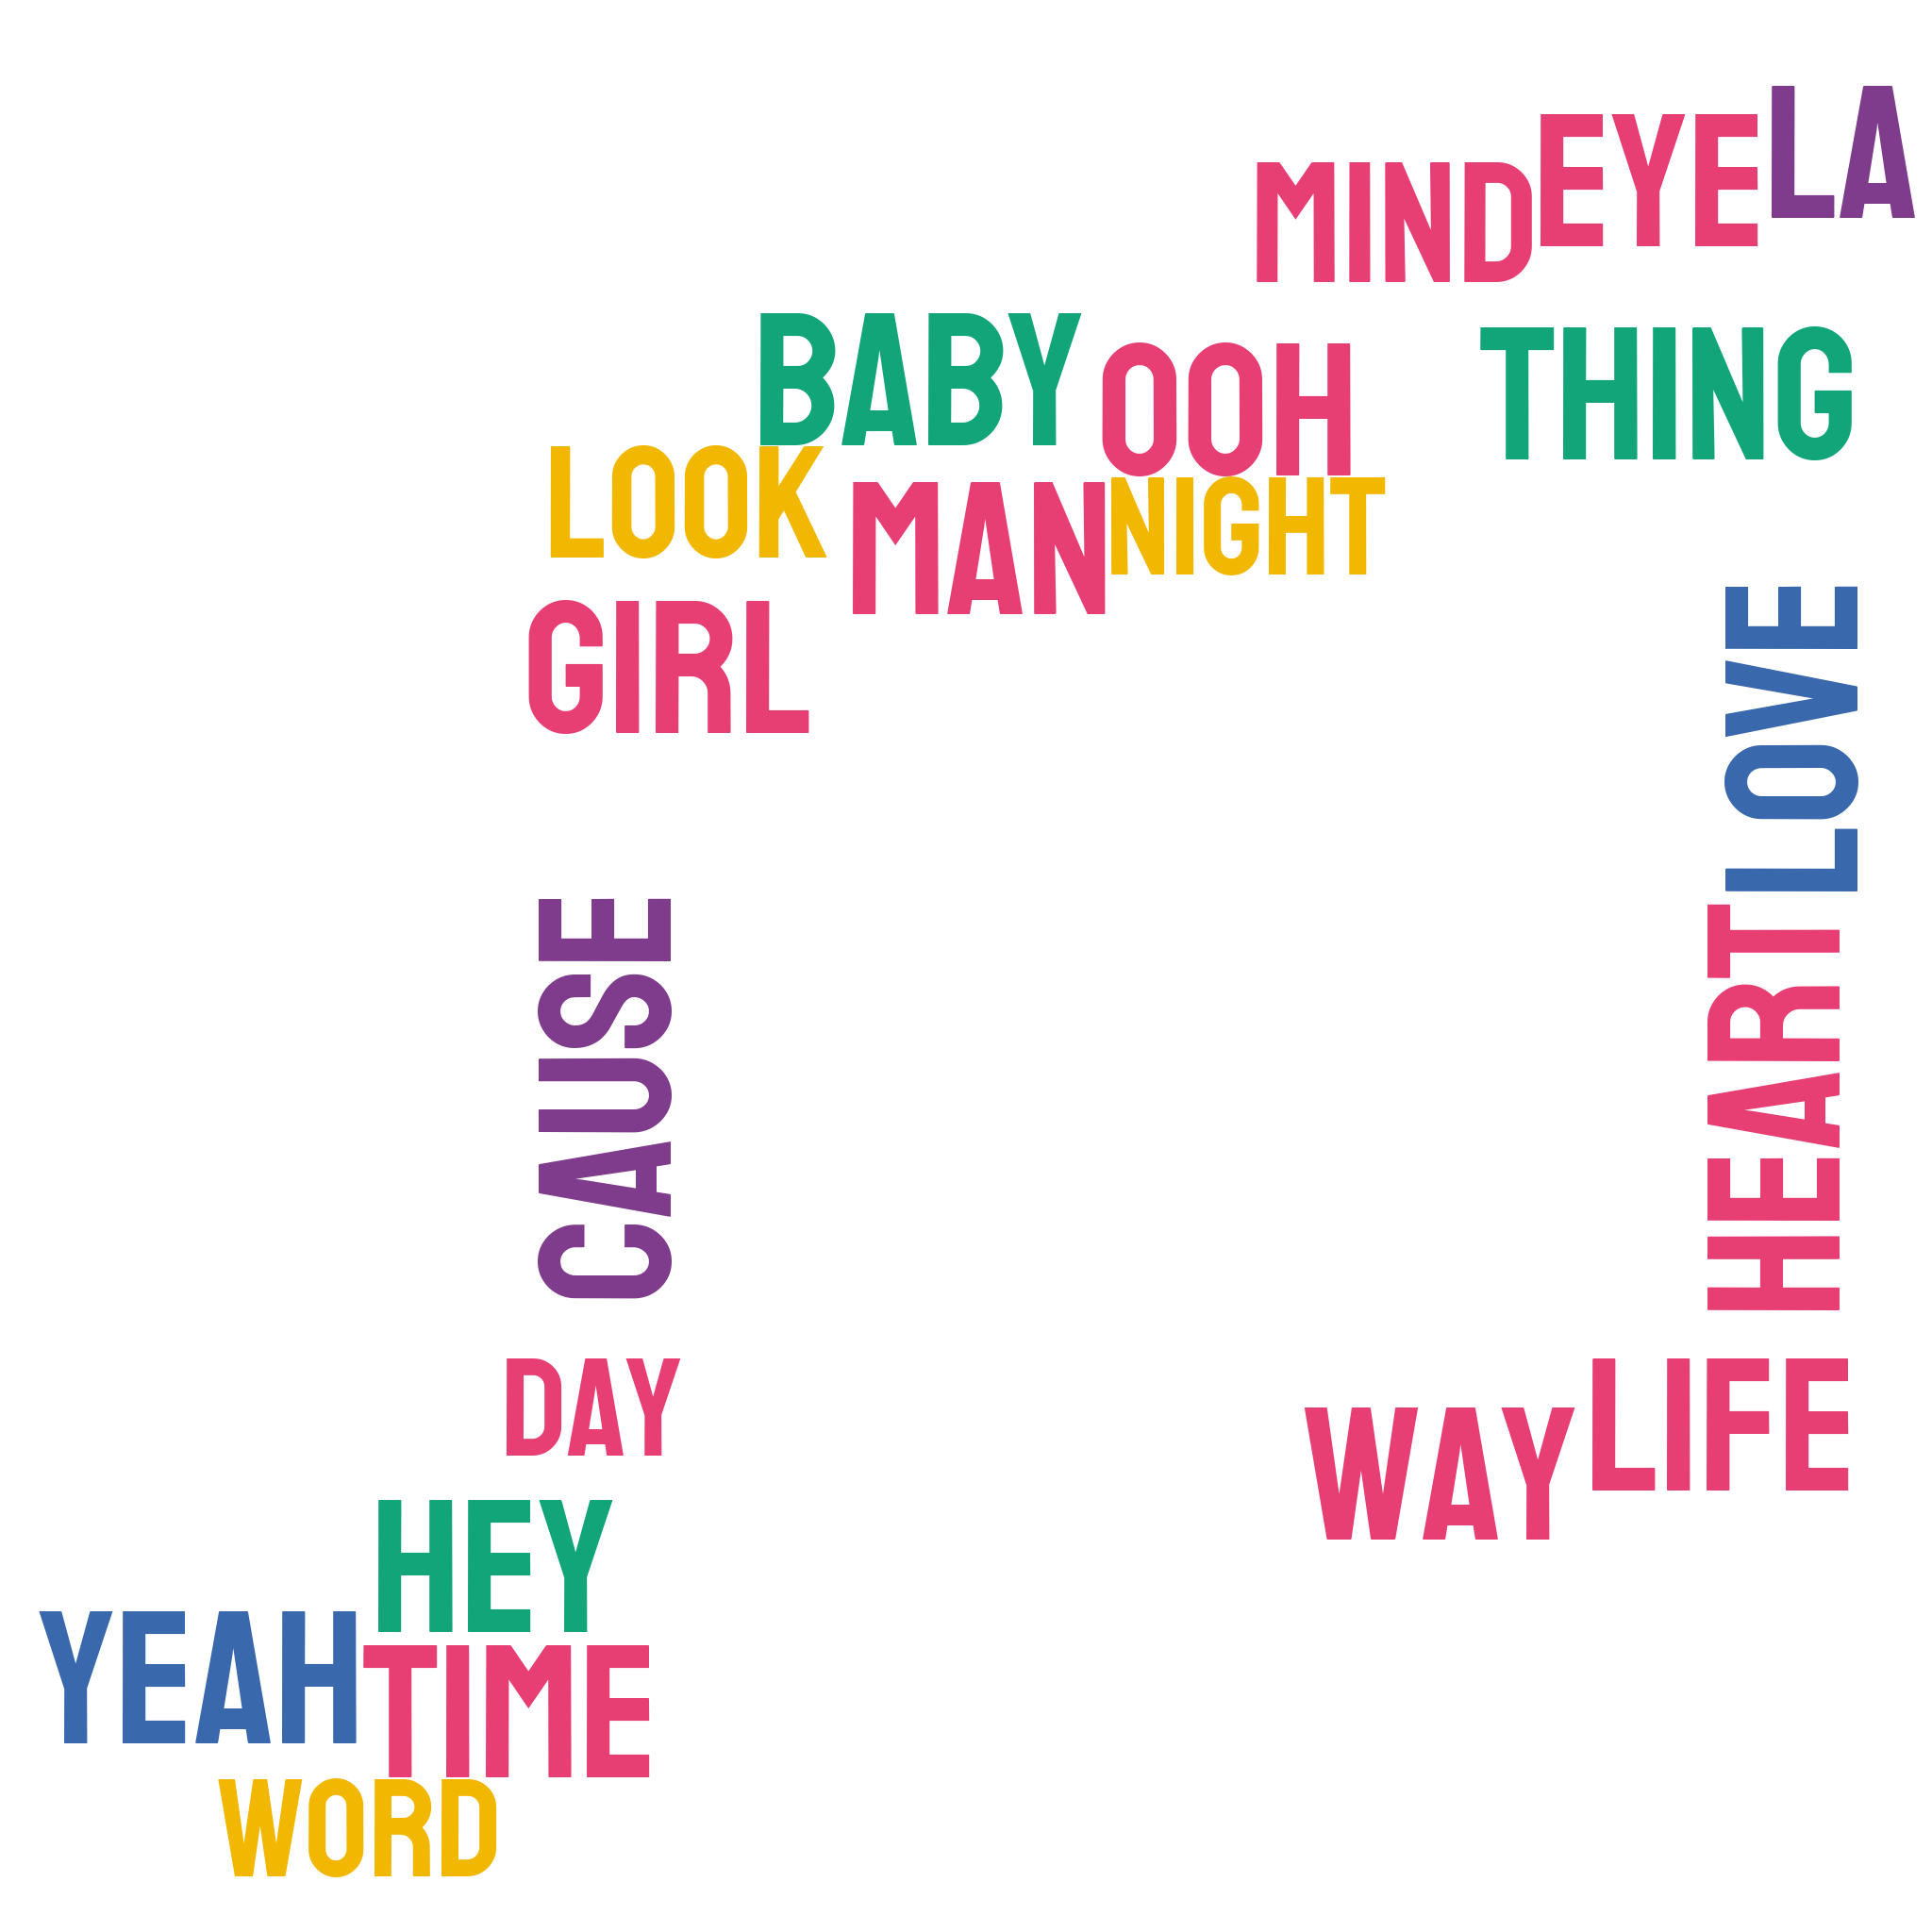 LA
EYE
MIND
BABY
OOH
THING
LOOK
MAN
NIGHT
GIRL
LOVE
CAUSE
HEART
DAY
LIFE
WAY
HEY
YEAH
TIME
WORD